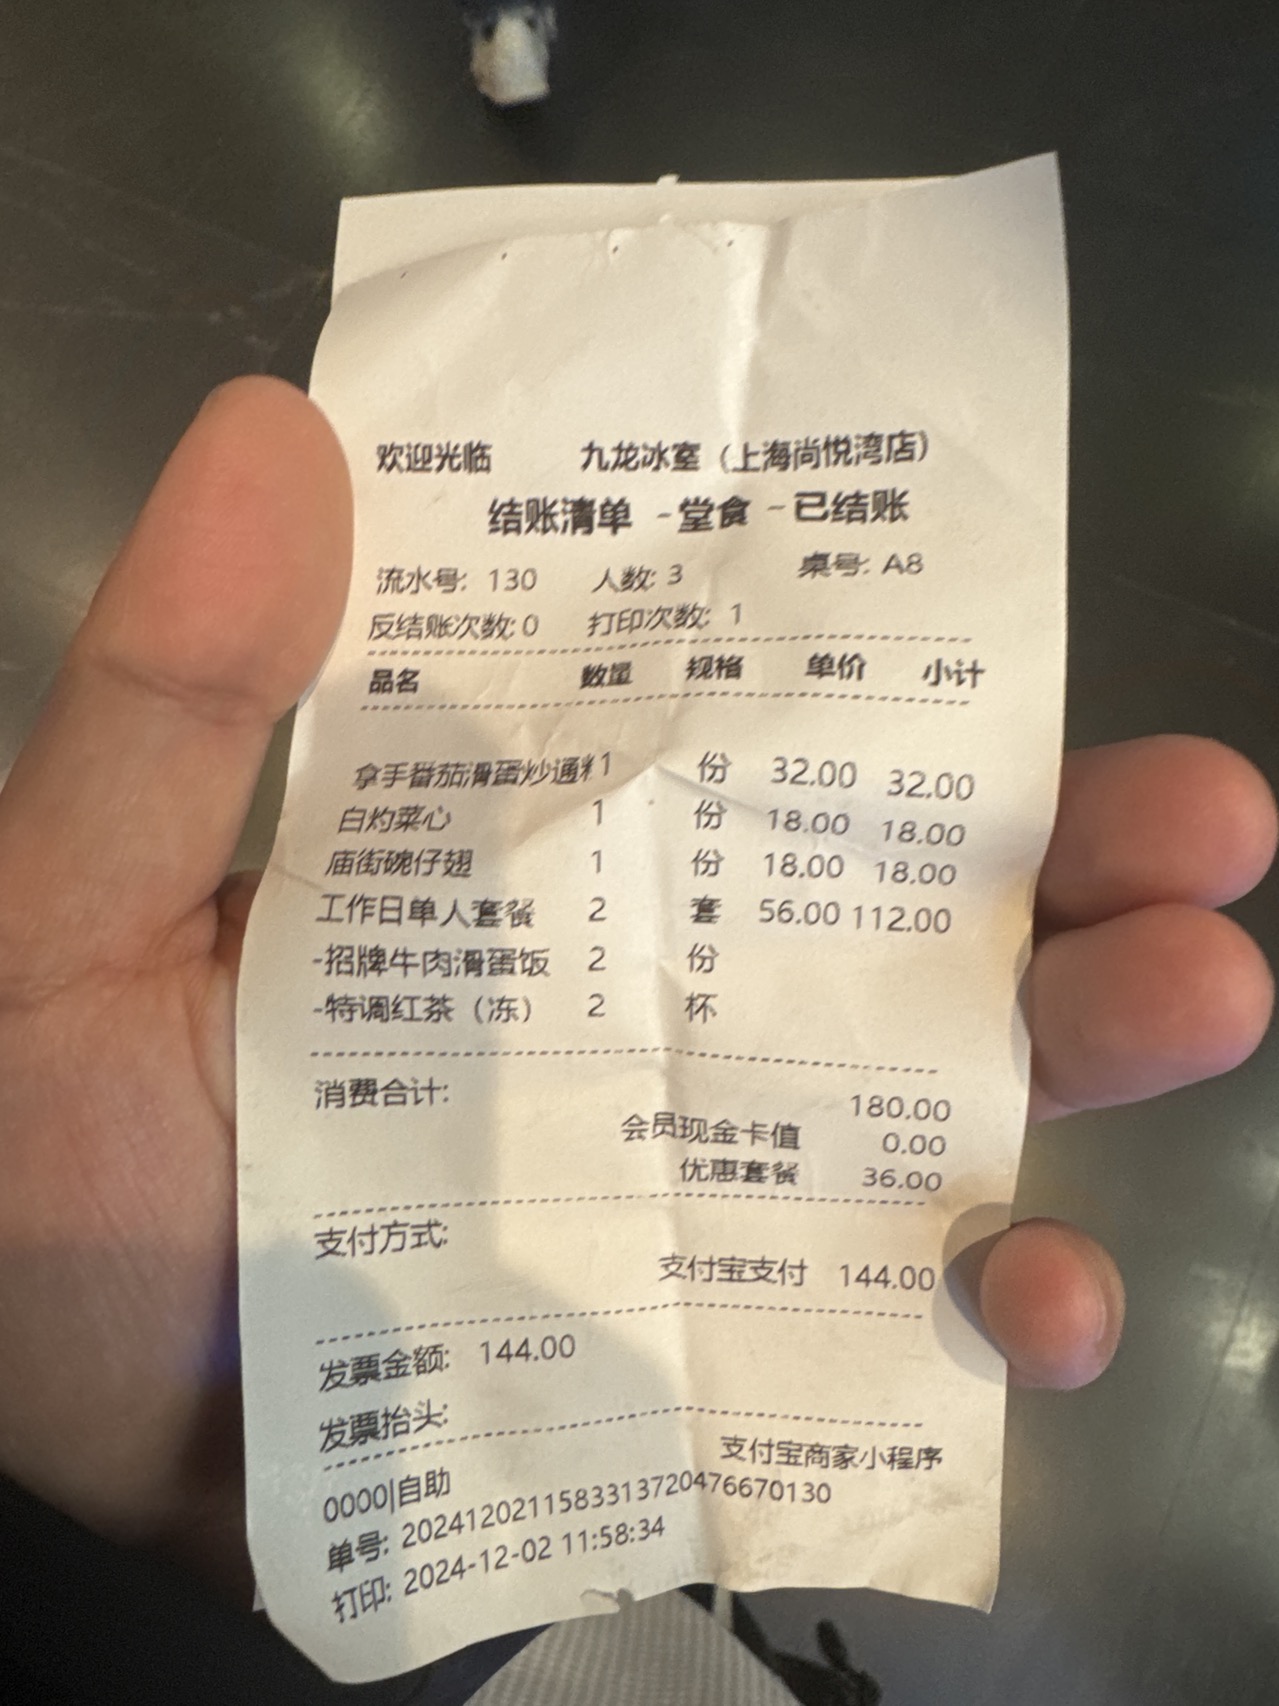 欢迎光临 九龙冰室（上海尚悦湾店）
结账清单 -堂食 -已结账
流水号: 130 人数: 3 桌号: A8
反结账次数: 0 打印次数: 1
品名 数量 规格 单价 小计
拿手番茄滑蛋炒通 1 份 32.00 32.00
白灼菜心 1 份 18.00 18.00
庙街碗仔翅 1 份 18.00 18.00
工作日单人套餐 2 套 56.00 112.00
-招牌牛肉滑蛋饭 2 份
-特调红茶（冻） 2 杯
消费合计: 180.00
会员现金卡值 0.00
优惠套餐 36.00
支付方式:
支付宝支付 144.00
发票金额: 144.00
发票抬头:
支付宝商家小程序
0000|自助
单号: 20241202115833137204766​70130
打印: 2024-12-02 11:58:34